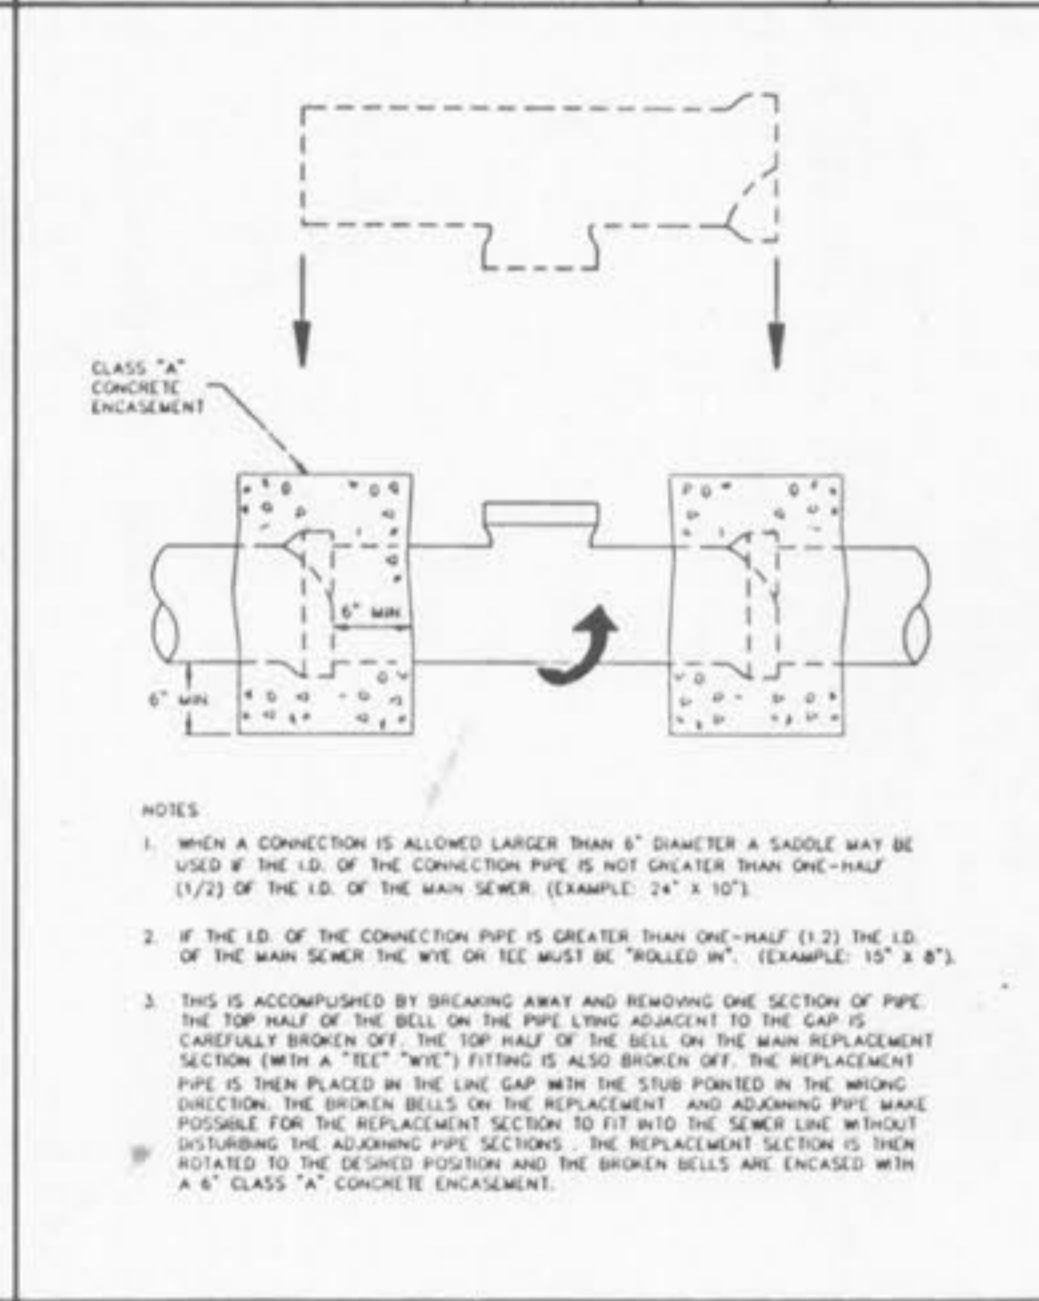 CLASS "A"
CONCRETE
ENCASEMENT
6" MIN.
6" MIN.
NOTES
1. WHEN A CONNECTION IS ALLOWED LARGER THAN 6" DIAMETER A SADDLE MAY BE
USED IF THE I.D. OF THE CONNECTION PIPE IS NOT GREATER THAN ONE-HALF
(1/2) OF THE I.D. OF THE MAIN SEWER. (EXAMPLE: 24" X 10").
2. IF THE I.D. OF THE CONNECTION PIPE IS GREATER THAN ONE-HALF (1 2) THE I.D.
OF THE MAIN SEWER THE WYE OR TEE MUST BE "ROLLED IN". (EXAMPLE: 15" X 8").
3. THIS IS ACCOMPLISHED BY BREAKING AWAY AND REMOVING ONE SECTION OF PIPE.
THE TOP HALF OF THE BELL ON THE PIPE LYING ADJACENT TO THE GAP IS
CAREFULLY BROKEN OFF. THE TOP HALF OF THE BELL ON THE MAIN REPLACEMENT
SECTION (WITH A "TEE" "WYE") FITTING IS ALSO BROKEN OFF. THE REPLACEMENT
PIPE IS THEN PLACED IN THE LINE GAP WITH THE STUB POINTED IN THE WRONG
DIRECTION. THE BROKEN BELLS ON THE REPLACEMENT AND ADJOINING PIPE MAKE
POSSIBLE FOR THE REPLACEMENT SECTION TO FIT INTO THE SEWER LINE WITHOUT
DISTURBING THE ADJOINING PIPE SECTIONS . THE REPLACEMENT SECTION IS THEN
ROTATED TO THE DESIRED POSITION AND THE BROKEN BELLS ARE ENCASED WITH
A 6" CLASS "A" CONCRETE ENCASEMENT.